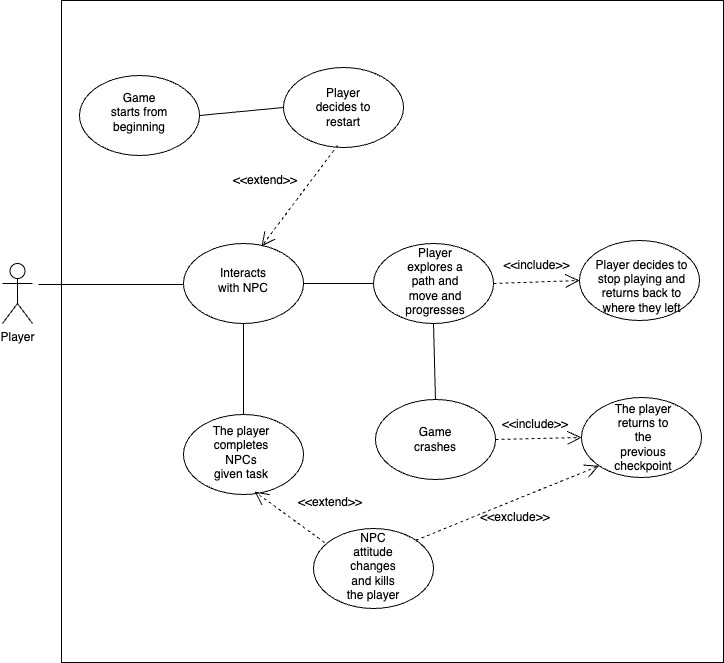 Game
starts from
beginning
Player
decides to
restart
<<extend>>
Interacts
with NPC
Player
explores a
path and
move and
progresses
<<include>>
Player decides to
stop playing and
returns back to
where they left
Player
The player
completes
NPCs
given task
Game
crashes
<<include>>
The player
returns to
the
previous
checkpoint
<<extend>>
<<exclude>>
NPC
attitude
changes
and kills
the player